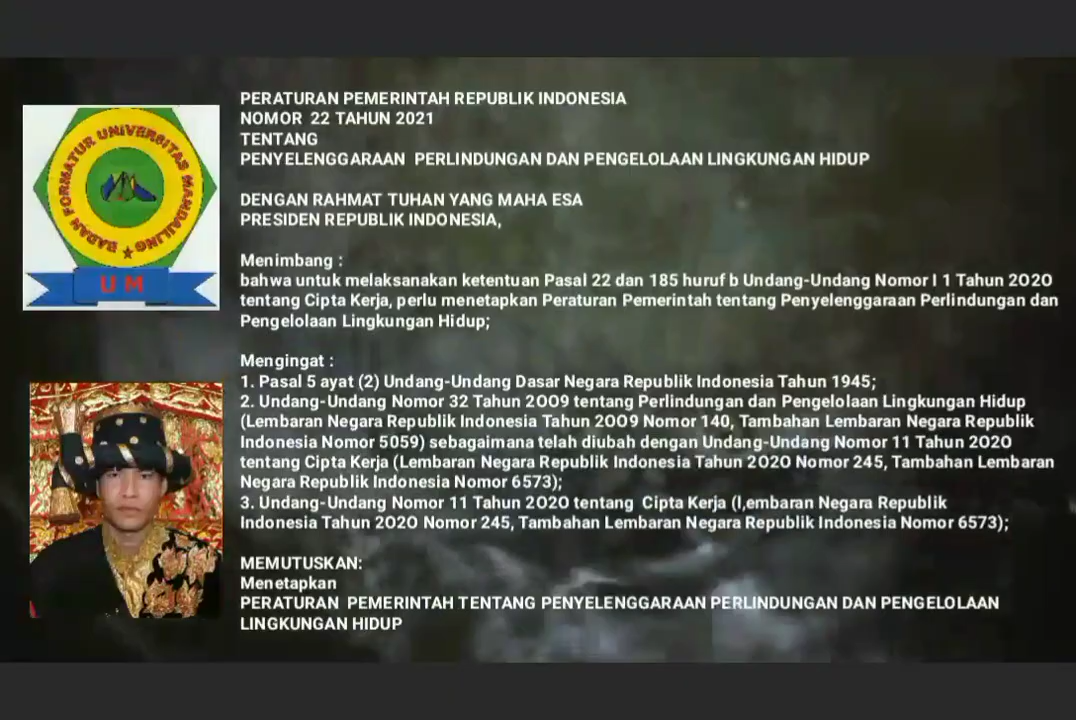 BADAN FORMATUR UNIVERSITAS MANDAILING
UM
PERATURAN PEMERINTAH REPUBLIK INDONESIA
NOMOR 22 TAHUN 2021
TENTANG
PENYELENGGARAAN PERLINDUNGAN DAN PENGELOLAAN LINGKUNGAN HIDUP
DENGAN RAHMAT TUHAN YANG MAHA ESA
PRESIDEN REPUBLIK INDONESIA,
Menimbang :
bahwa untuk melaksanakan ketentuan Pasal 22 dan 185 huruf b Undang-Undang Nomor I 1 Tahun 2O2O
tentang Cipta Kerja, perlu menetapkan Peraturan Pemerintah tentang Penyelenggaraan Perlindungan dan
Pengelolaan Lingkungan Hidup;
Mengingat :
1. Pasal 5 ayat (2) Undang-Undang Dasar Negara Republik Indonesia Tahun 1945;
2. Undang-Undang Nomor 32 Tahun 2OO9 tentang Perlindungan dan Pengelolaan Lingkungan Hidup
(Lembaran Negara Republik Indonesia Tahun 2OO9 Nomor 140, Tambahan Lembaran Negara Republik
Indonesia Nomor 5059) sebagaimana telah diubah dengan Undang-Undang Nomor 11 Tahun 2O2O
tentang Cipta Kerja (Lembaran Negara Republik Indonesia Tahun 2O2O Nomor 245, Tambahan Lembaran
Negara Republik Indonesia Nomor 6573);
3. Undang-Undang Nomor 11 Tahun 2O2O tentang Cipta Kerja (l,embaran Negara Republik
Indonesia Tahun 2O2O Nomor 245, Tambahan Lembaran Negara Republik Indonesia Nomor 6573);
MEMUTUSKAN:
Menetapkan
PERATURAN PEMERINTAH TENTANG PENYELENGGARAAN PERLINDUNGAN DAN PENGELOLAAN
LINGKUNGAN HIDUP